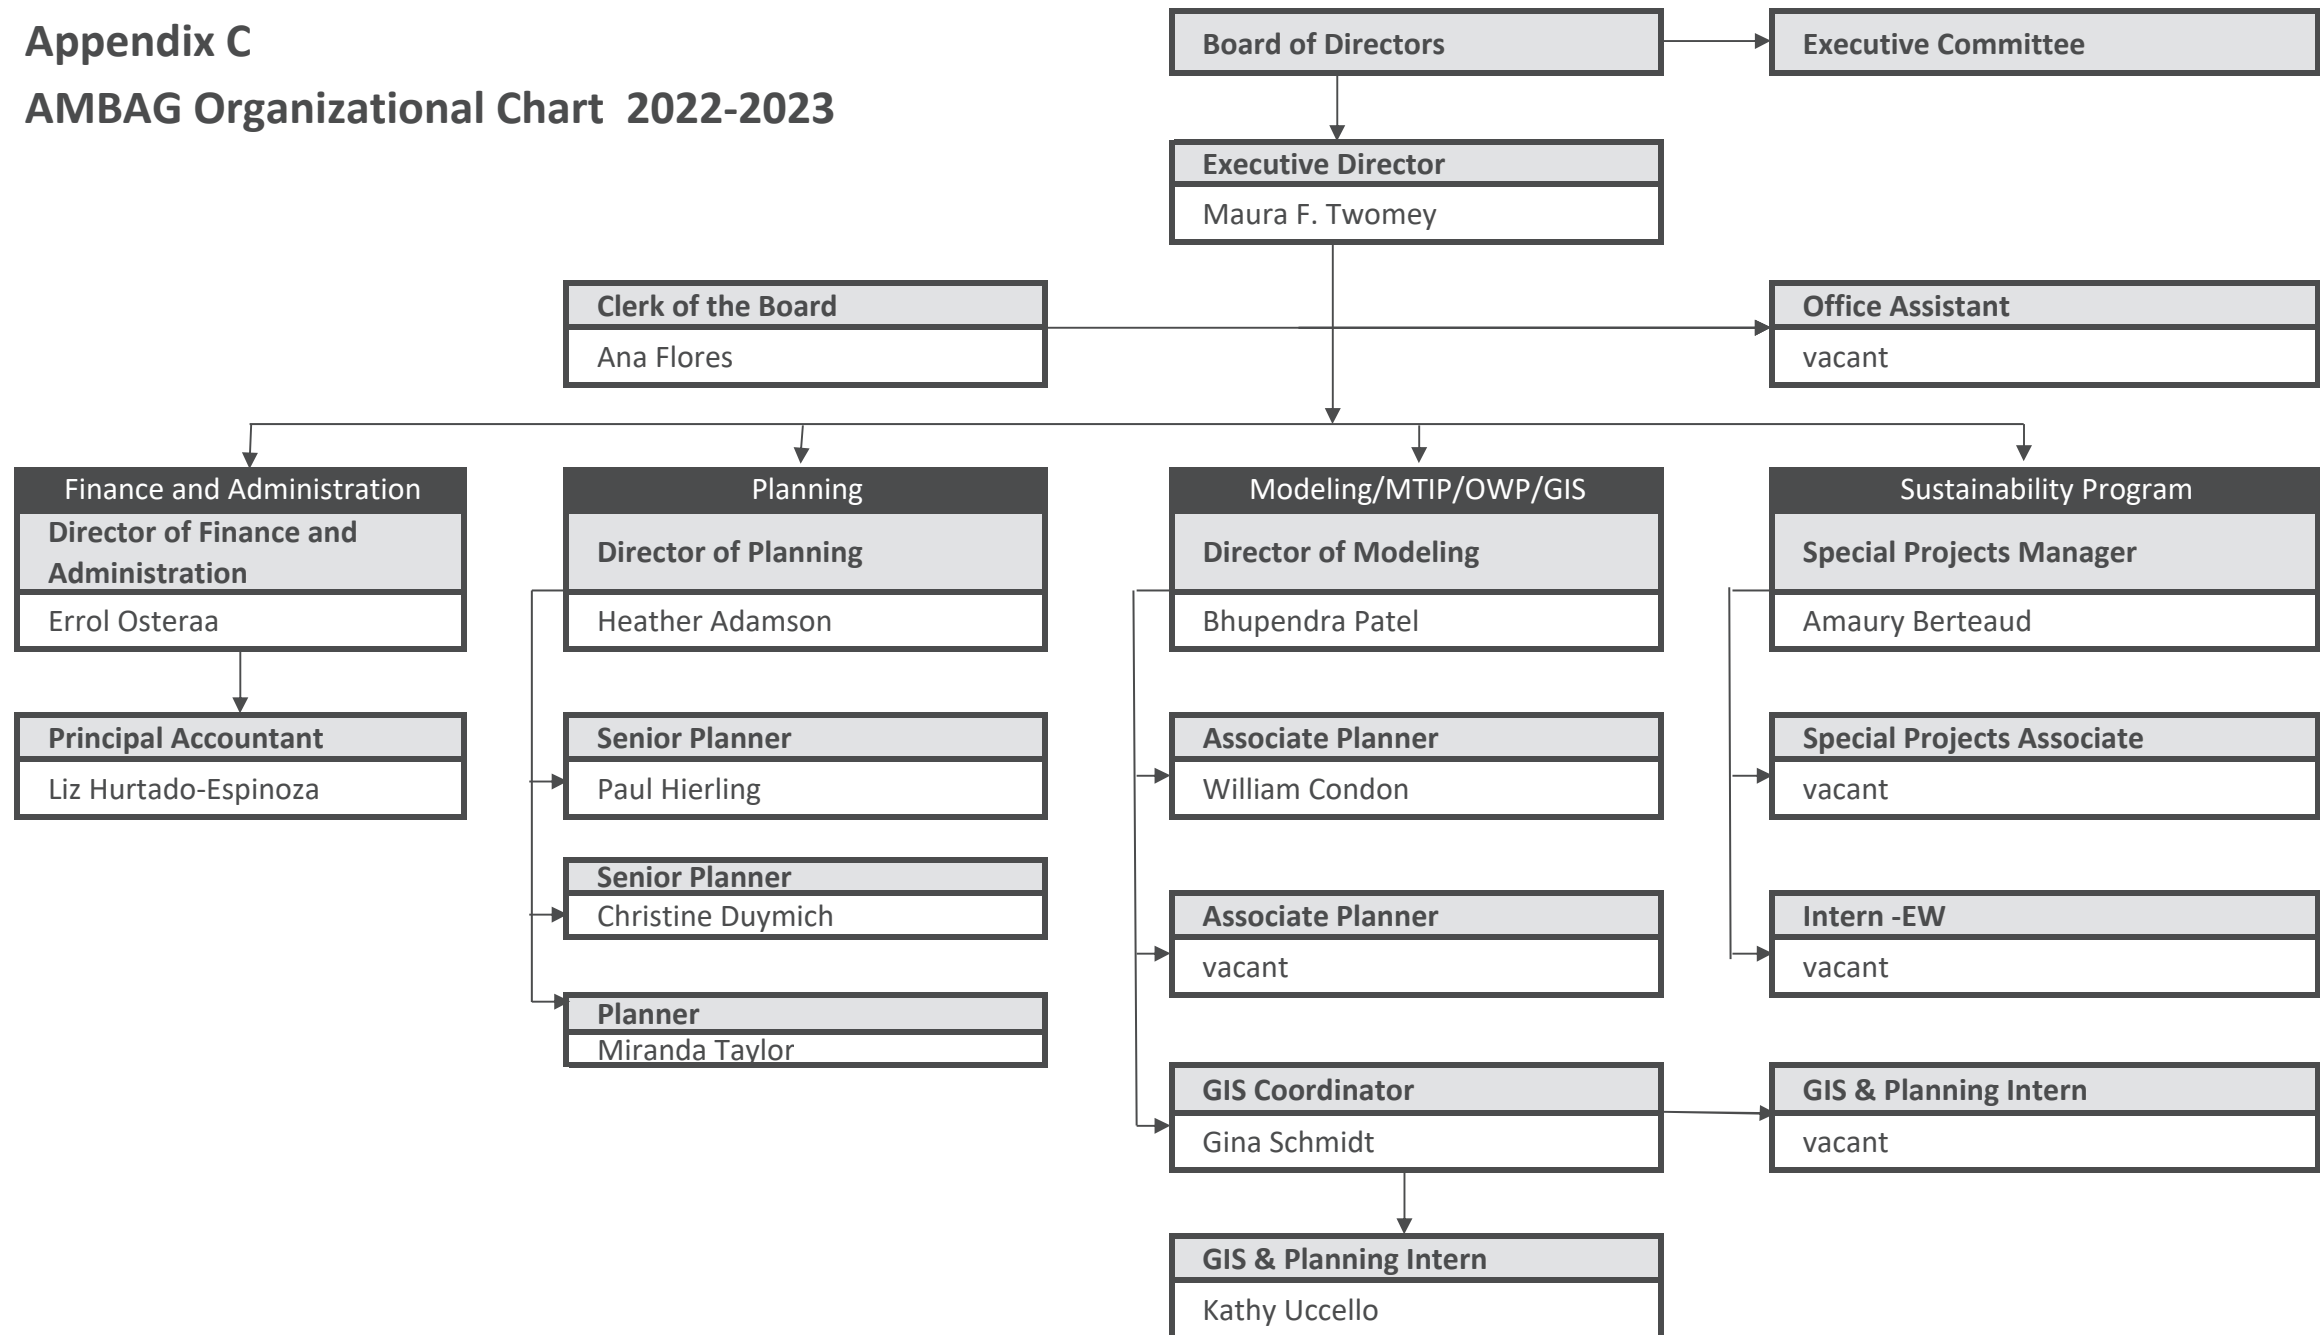 Appendix C
AMBAG Organizational Chart 2022-2023
Board of Directors
Executive Committee
Executive Director
Maura F. Twomey
Clerk of the Board
Ana Flores
Office Assistant
vacant
Finance and Administration
Director of Finance and
Administration
Errol Osteraa
Principal Accountant
Liz Hurtado-Espinoza
Planning
Director of Planning
Heather Adamson
Senior Planner
Paul Hierling
Senior Planner
Christine Duymich
Planner
Miranda Taylor
Modeling/MTIP/OWP/GIS
Director of Modeling
Bhupendra Patel
Associate Planner
William Condon
Associate Planner
vacant
GIS Coordinator
Gina Schmidt
GIS & Planning Intern
Kathy Uccello
Sustainability Program
Special Projects Manager
Amaury Berteaud
Special Projects Associate
vacant
Intern -EW
vacant
GIS & Planning Intern
vacant